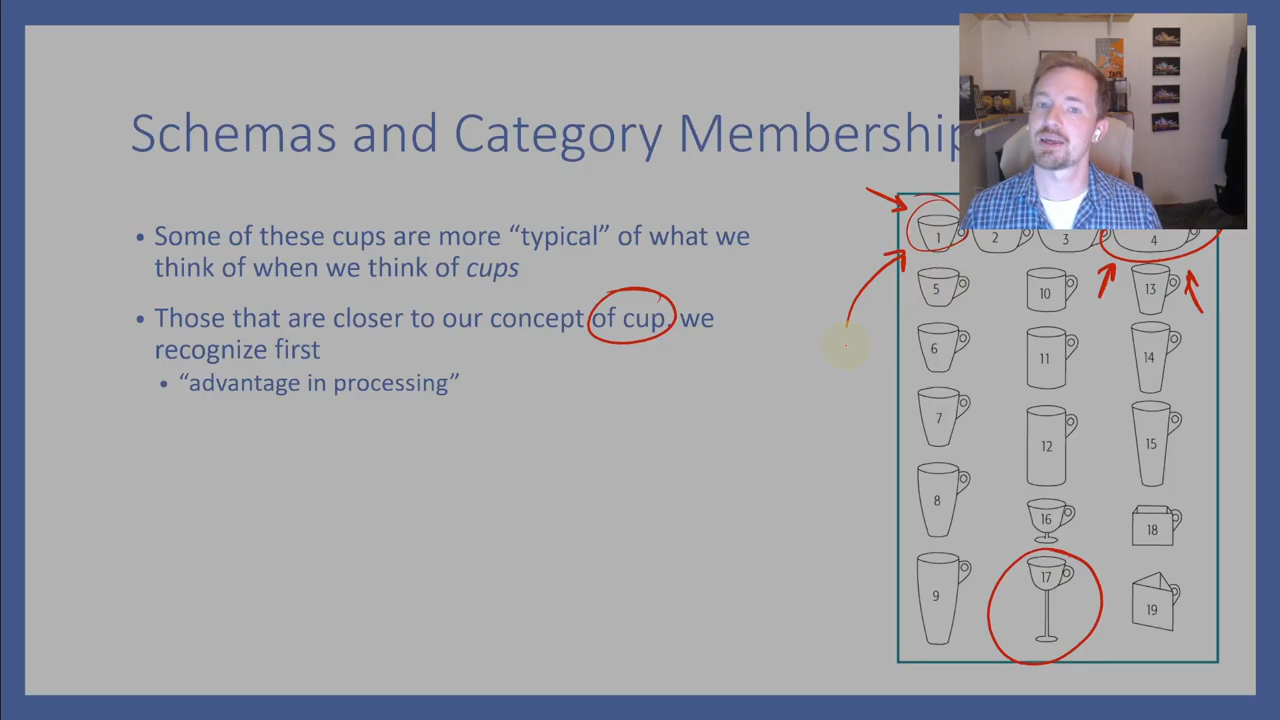 Schemas and Category Membership
• Some of these cups are more “typical” of what we
think of when we think of cups
• Those that are closer to our concept of cup, we
recognize first
• “advantage in processing”
TAPE
1
2
3
4
5
10
13
6
11
14
7
12
15
8
16
18
9
17
19